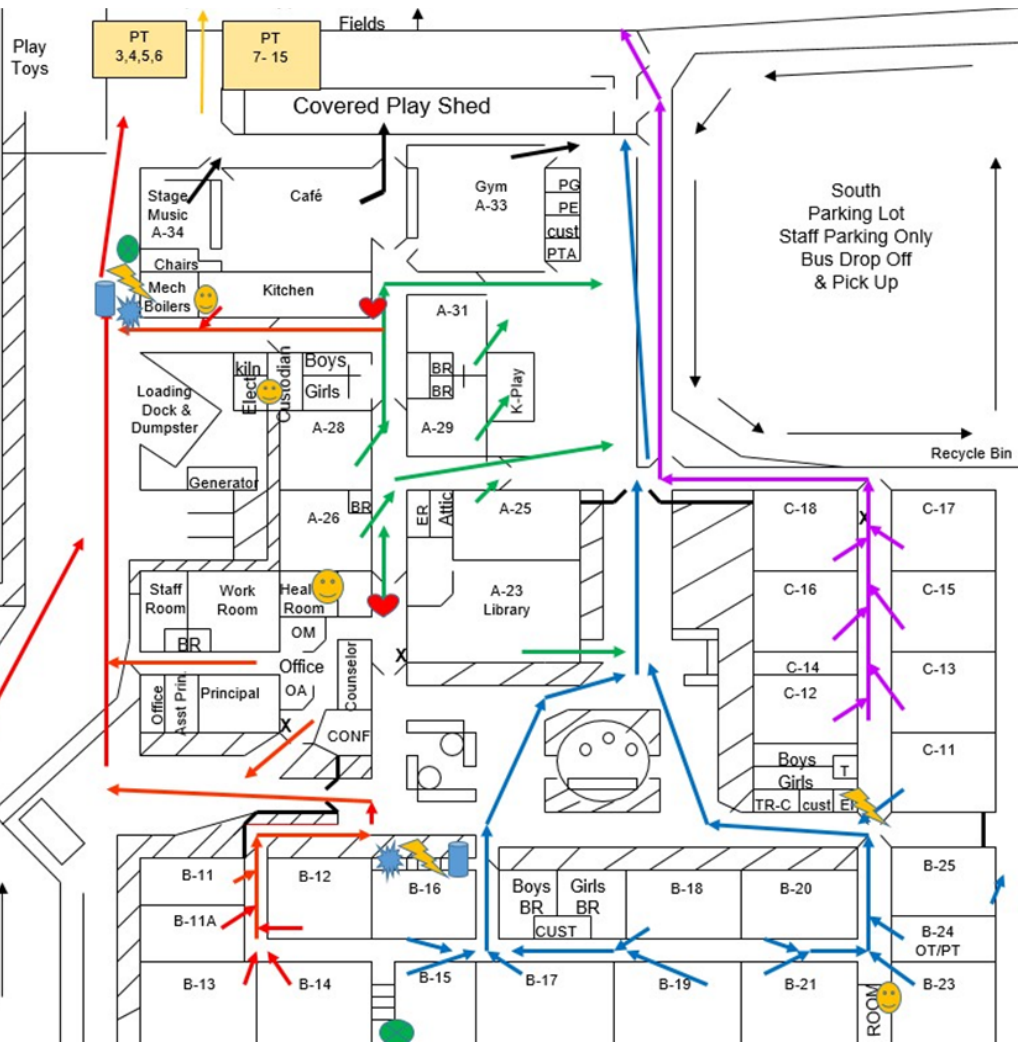 Fields
Play
Toys
PT
3,4,5,6
PT
7- 15
Covered Play Shed
Stage
Music
A-34
Café
Gym
A-33
PG
PE
cust
PTA
South
Parking Lot
Staff Parking Only
Bus Drop Off
& Pick Up
Chairs
Mech
Boilers
Kitchen
A-31
kiln
Elect
Custodian
Boys
Girls
BR
BR
K-Play
Loading
Dock &
Dumpster
A-28
A-29
Recycle Bin
Generator
A-26
BR
ER
Attic
A-25
C-18
X
C-17
Staff
Room
Work
Room
Heal
Room
A-23
Library
C-16
C-15
BR
OM
Office
OA
Counselor
X
C-14
C-13
Office
Asst Prin.
Principal
C-12
X
CONF
C-11
Boys
Girls
T
TR-C
cust
B-11
B-12
B-16
Boys
BR
Girls
BR
B-18
B-20
B-25
B-11A
CUST
B-24
OT/PT
B-13
B-14
B-15
B-17
B-19
B-21
B-23
ROOM